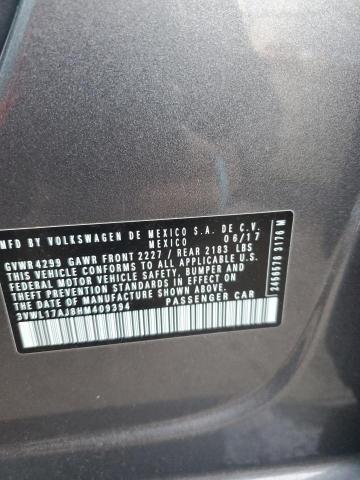 MFD BY VOLKSWAGEN DE MEXICO S.A. DE C.V.
MEXICO 06/17
GVWR 4299 GAWR FRONT 2227 / REAR 2183 LBS
THIS VEHICLE CONFORMS TO ALL APPLICABLE
FEDERAL MOTOR VEHICLE SAFETY, BUMPER AND
THEFT PREVENTION STANDARDS IN EFFECT ON
THE DATE OF MANUFACTURE SHOWN ABOVE.
3VWL17AJ8HM409394 PASSENGER CAR
2456678 3176 M